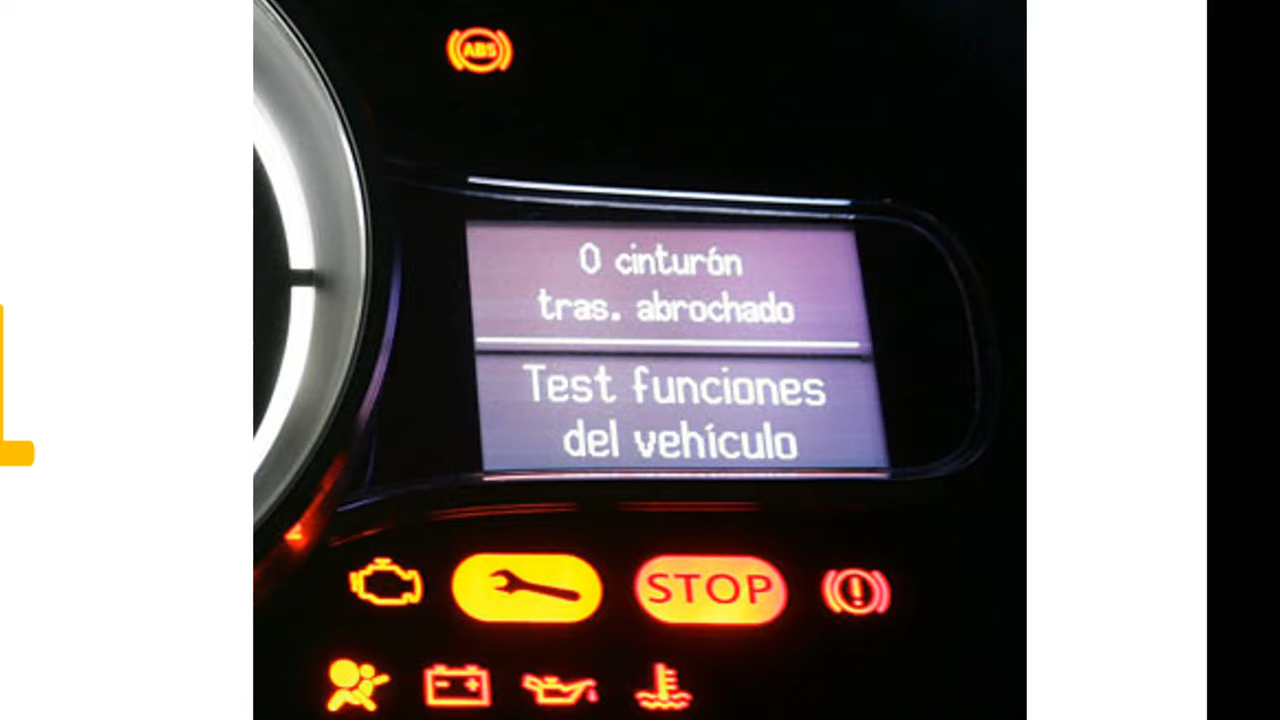 ABS
0 cinturón
tras. abrochado
Test funciones
del vehículo
STOP